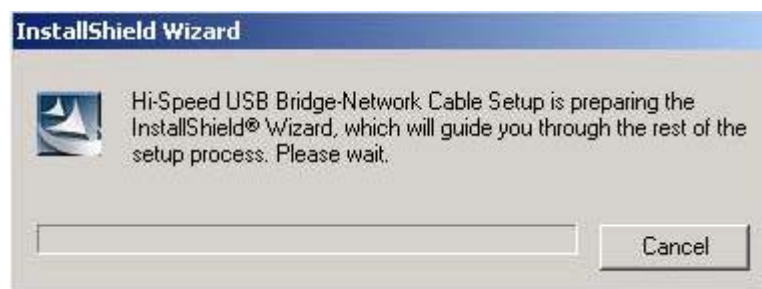 InstallShield Wizard
Hi-Speed USB Bridge-Network Cable Setup is preparing the
InstallShield® Wizard, which will guide you through the rest of the
setup process. Please wait.
Cancel